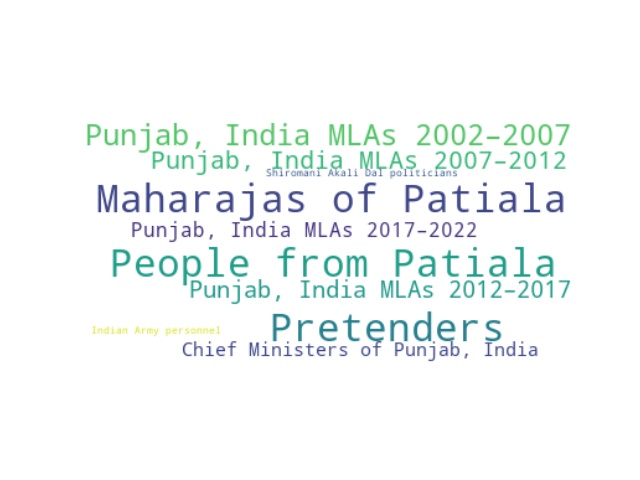 Punjab, India MLAs 2002–2007
Punjab, India MLAs 2007–2012
Shiromani Akali Dal politicians
Maharajas of Patiala
Punjab, India MLAs 2017–2022
People from Patiala
Punjab, India MLAs 2012–2017
Pretenders
Indian Army personnel
Chief Ministers of Punjab, India